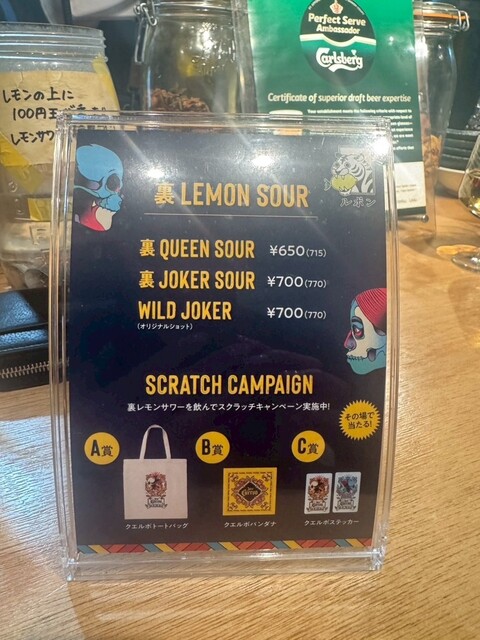 Perfect Serve
Ambassador
Carlsberg
Certificate of superior draft beer expertise
レモンの上に
100円玉
レモンサワー
裏 LEMON SOUR
ルポン
裏 QUEEN SOUR ¥650(715)
裏 JOKER SOUR ¥700(770)
WILD JOKER ¥700(770)
(オリジナルショット)
SCRATCH CAMPAIGN
裏レモンサワーを飲んでスクラッチキャンペーン実施中!
その場で
当たる!
A賞 B賞 C賞
クエルボトートバッグ クエルボバンダナ クエルボステッカー